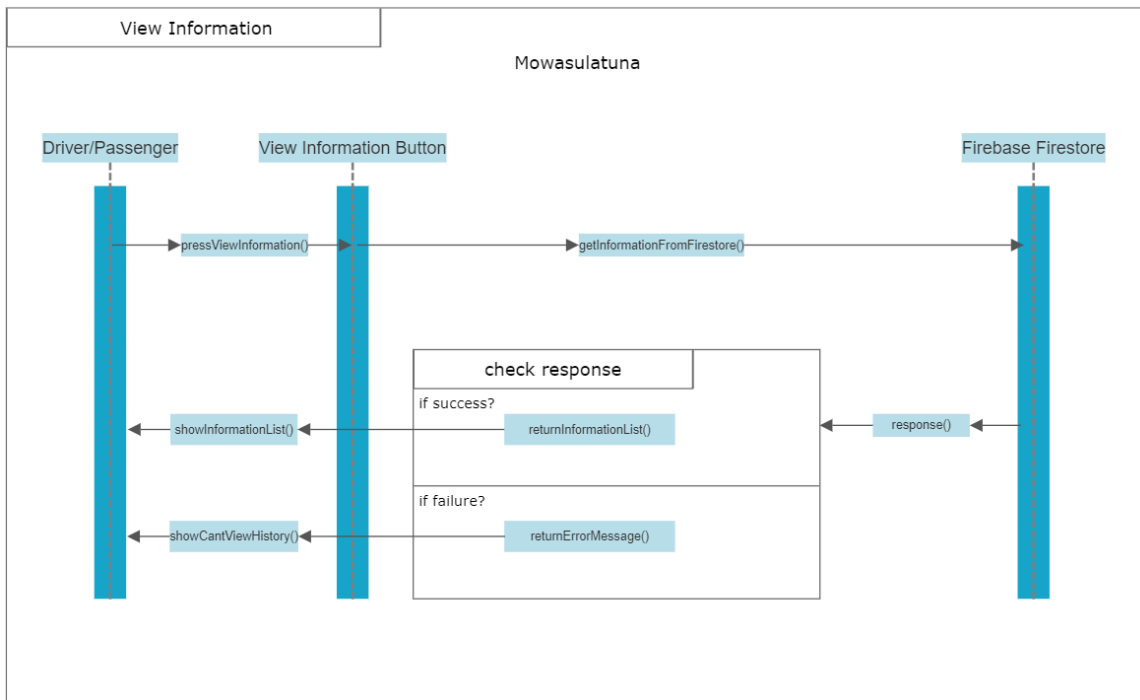 View Information
Mowasulatuna
Driver/Passenger
View Information Button
Firebase Firestore
pressViewInformation()
getInformationFromFirestore()
check response
if success?
showInformationList()
returnInformationList()
response()
if failure?
showCantViewHistory()
returnErrorMessage()